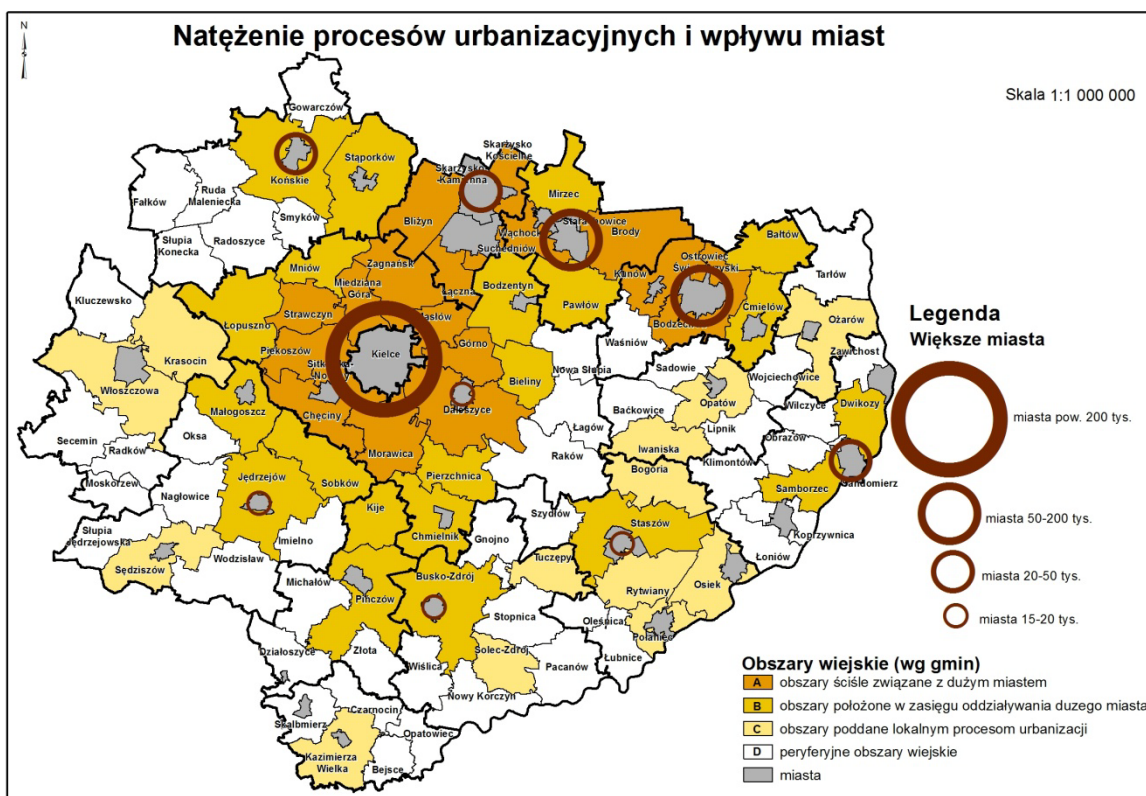 N
Natężenie procesów urbanizacyjnych i wpływu miast
Skala 1:1 000 000
Gowarczów
Końskie
Stąporków
Fałków
Ruda
Maleniecka
Smyków
Słupia
Konecka
Radoszyce
Skarżysko
Kościelne
Skarżysko
Kamienna
Bliżyn
Mirzec
Wąchock
Brody
Suchedniów
Mniów
Zagnańsk
Miedziana
Góra
Łączna
Bodzentyn
Pawłów
Kunów
Ostrowiec
Bałtów
Ćmielów
Tarłów
Ożarów
Kluczewsko
Krasocin
Łopuszno
Strawczyn
Piekoszów
Kielce
Górno
Bieliny
Nowa Słupia
Waśniów
Sadowie
Wojciechowice
Zawichost
Włoszczowa
Małogoszcz
Chęciny
Daleszyce
Morawica
Łagów
Raków
Baćkowice
Opatów
Lipnik
Iwaniska
Wilczyce
Dwikozy
Obrazów
Klimontów
Samborzec
Koprzywnica
Łoniów
Secemin
Radków
Moskorzew
Oksa
Nagłowice
Jędrzejów
Sobków
Pierzchnica
Kije
Chmielnik
Gnojno
Szydłów
Bogoria
Staszów
Tuczępy
Rytwiany
Osiek
Połaniec
Słupia
Jędrzejowska
Sędziszów
Wodzisław
Imielno
Michałów
Pińczów
Busko-Zdrój
Stopnica
Oleśnica
Łubnice
Pacanów
Solec-Zdrój
Wiślica
Nowy Korczyn
Złota
Działoszyce
Skalbmierz
Czarnocin
Opatowiec
Kazimierza
Wielka
Bejsce
Legenda
Większe miasta
miasta pow. 200 tys.
miasta 50-200 tys.
miasta 20-50 tys.
miasta 15-20 tys.
Obszary wiejskie (wg gmin)
A obszary ściśle związane z dużym miastem
B obszary położone w zasięgu oddziaływania duzego miasta
C obszary poddane lokalnym procesom urbanizacji
D peryferyjne obszary wiejskie
miasta